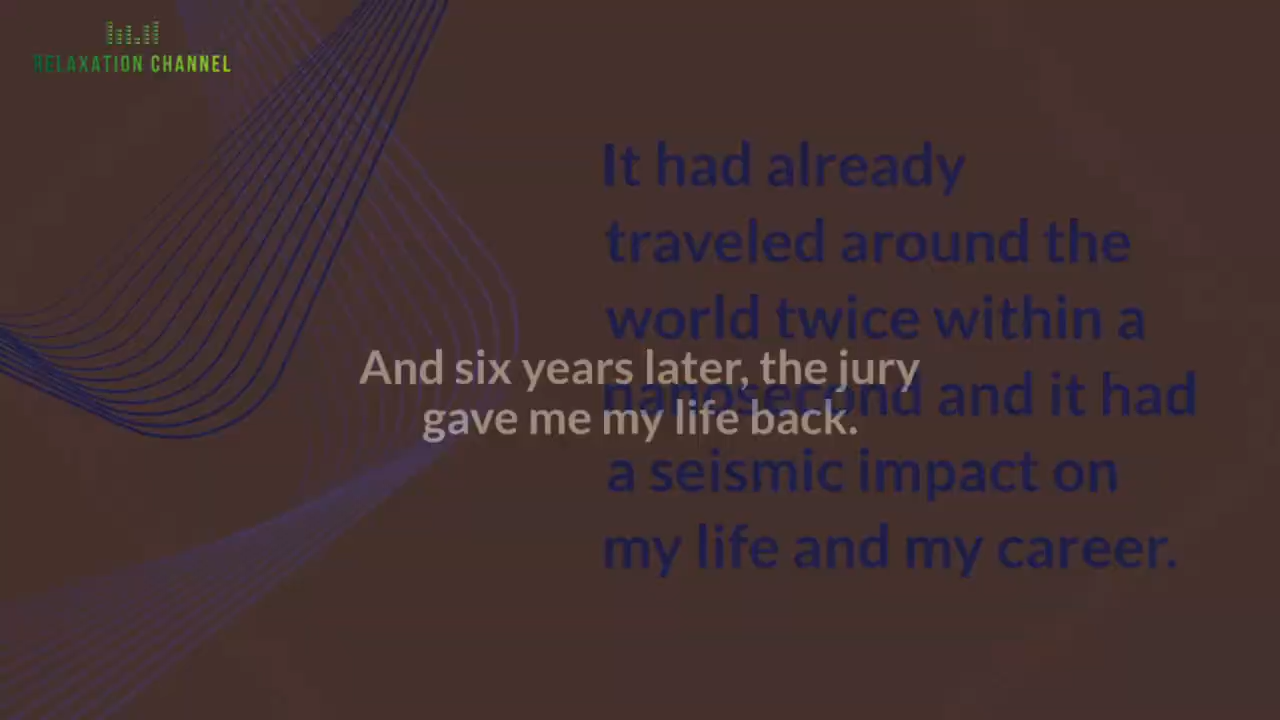 RELAXATION CHANNEL
It had already
traveled around the
world twice within a
nanosecond and it had
a seismic impact on
my life and my career.
And six years later, the jury
gave me my life back.